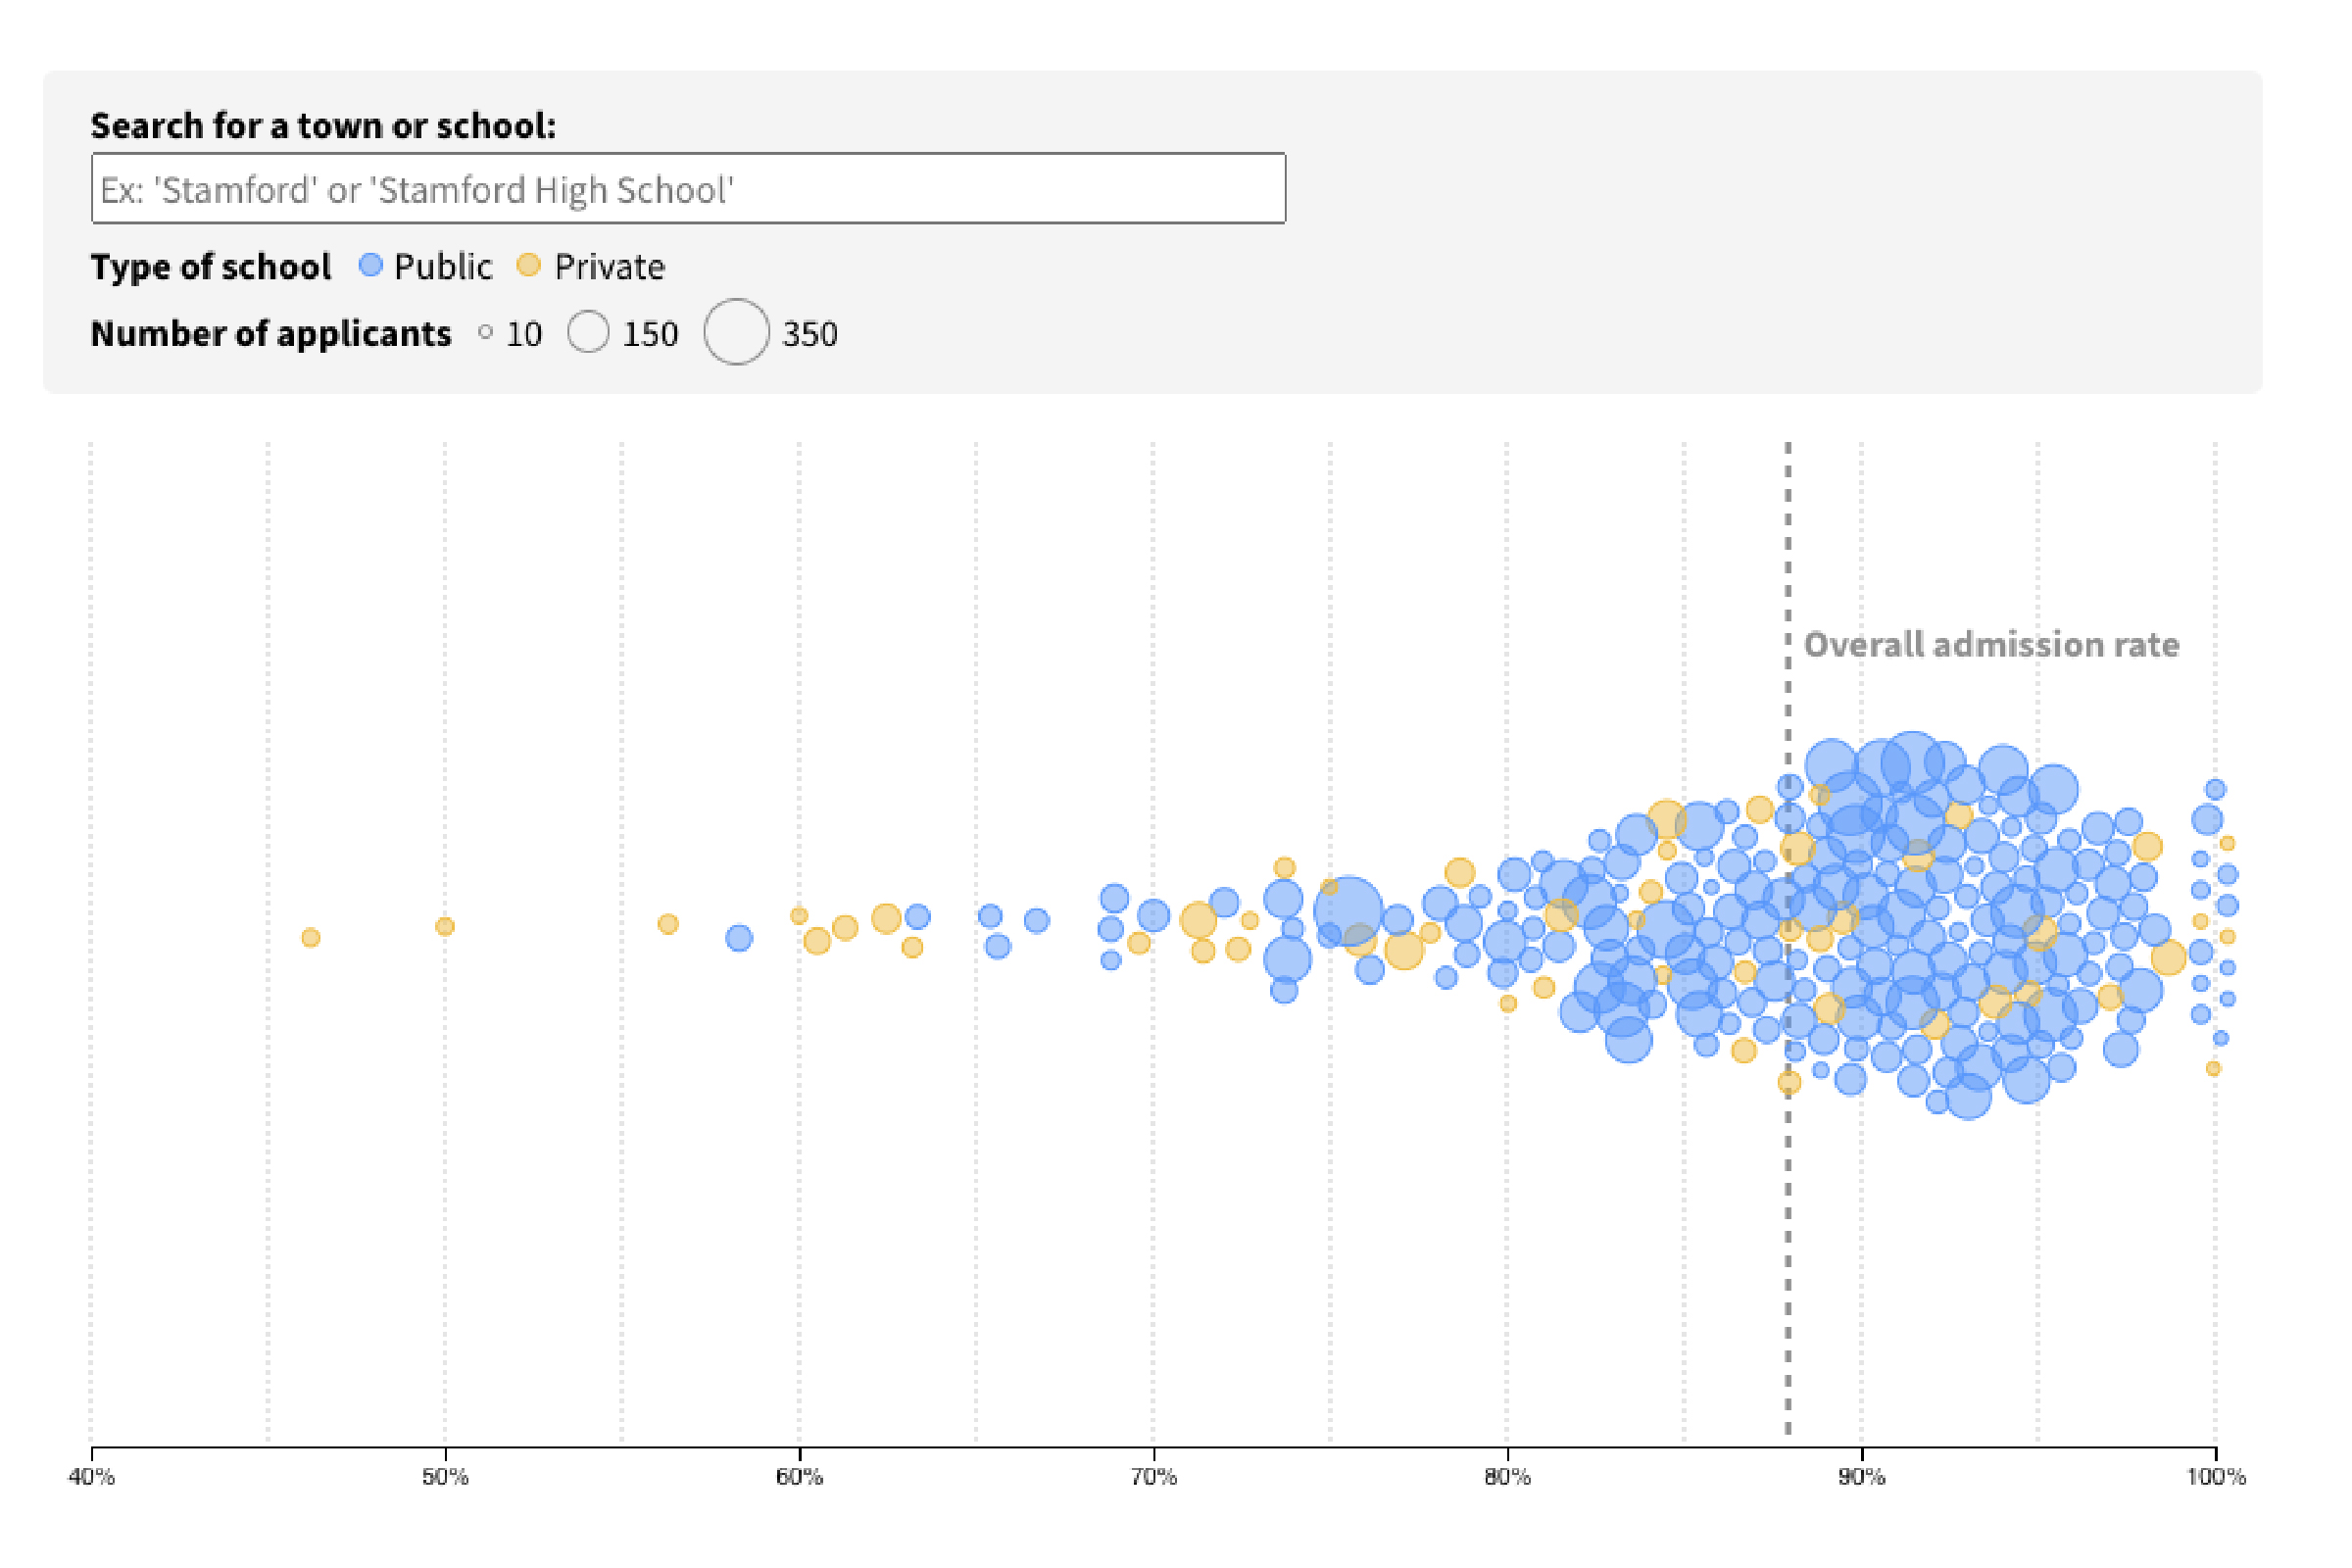 Search for a town or school:
Ex: 'Stamford' or 'Stamford High School'
Type of school Public Private
Number of applicants 10 150 350
Overall admission rate
40% 50% 60% 70% 80% 90% 100%